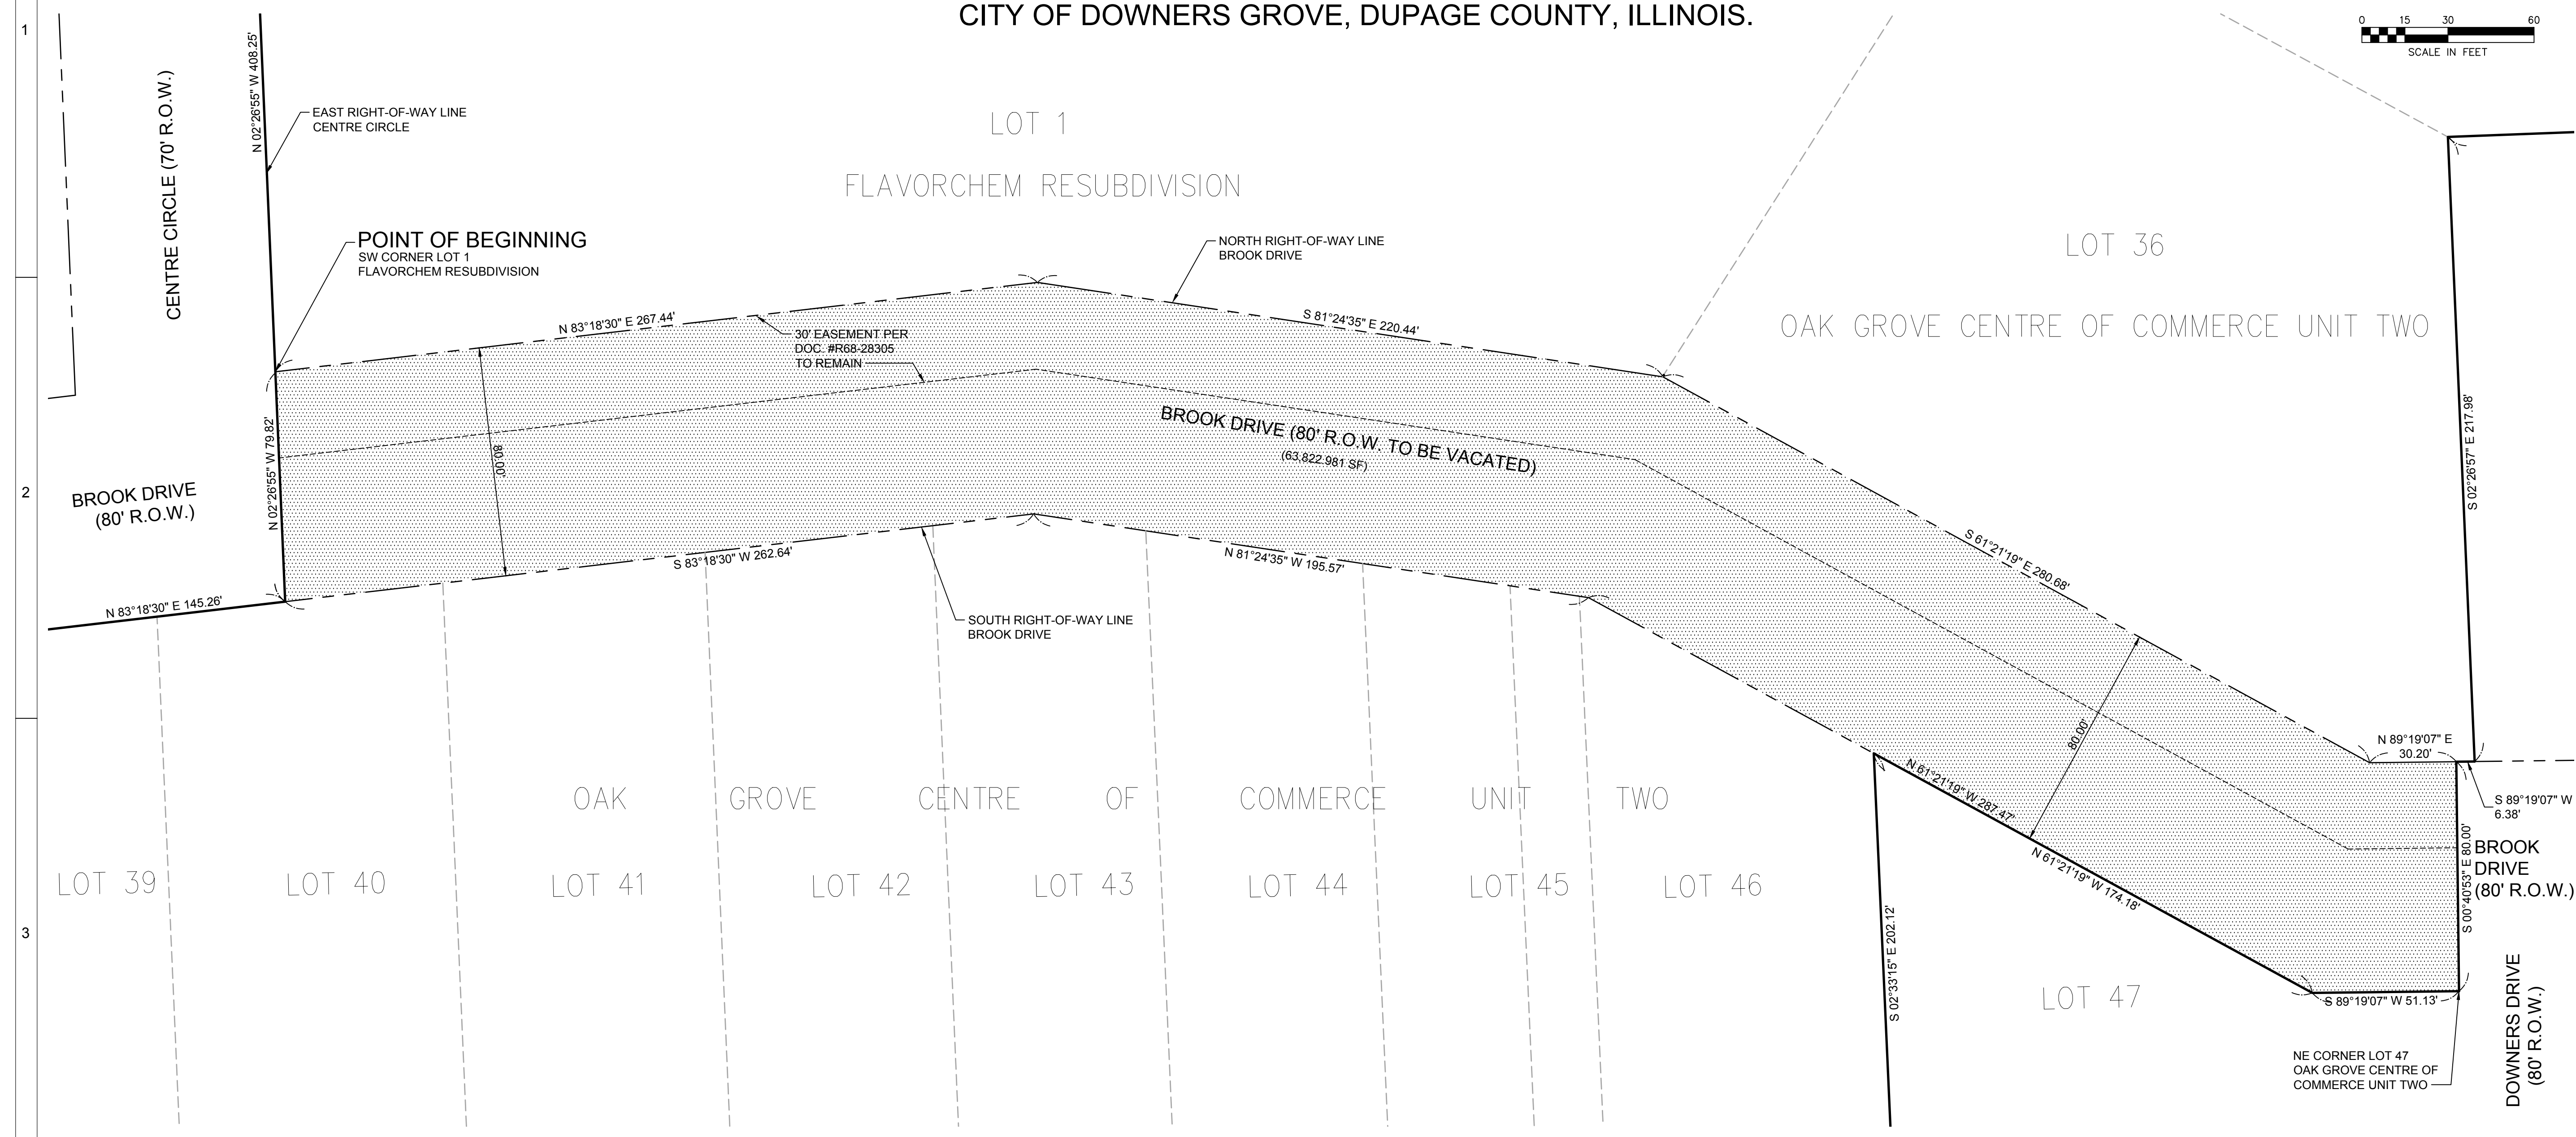 CITY OF DOWNERS GROVE, DUPAGE COUNTY, ILLINOIS.
0 15 30 60
SCALE IN FEET
1
2
3
N 02°26'55" W 408.25'
CENTRE CIRCLE (70' R.O.W.)
EAST RIGHT-OF-WAY LINE
CENTRE CIRCLE
LOT 1
FLAVORCHEM RESUBDIVISION
POINT OF BEGINNING
SW CORNER LOT 1
FLAVORCHEM RESUBDIVISION
NORTH RIGHT-OF-WAY LINE
BROOK DRIVE
LOT 36
OAK GROVE CENTRE OF COMMERCE UNIT TWO
N 83°18'30" E 267.44'
S 81°24'35" E 220.44'
30' EASEMENT PER
DOC. #R68-28305
TO REMAIN
BROOK DRIVE (80' R.O.W. TO BE VACATED)
(63,822.981 SF)
N 02°26'55" W 79.82'
80.00'
S 02°26'57" E 217.98'
BROOK DRIVE
(80' R.O.W.)
S 83°18'30" W 262.64'
N 81°24'35" W 195.57'
S 61°21'19" E 280.68'
N 83°18'30" E 145.26'
SOUTH RIGHT-OF-WAY LINE
BROOK DRIVE
80.00'
N 89°19'07" E
30.20'
S 89°19'07" W
6.38'
N 61°21'19" W 287.47'
N 61°21'19" W 174.18'
OAK GROVE CENTRE OF COMMERCE UNIT TWO
S 00°40'53" E 80.00'
BROOK
DRIVE
(80' R.O.W.)
LOT 39
LOT 40
LOT 41
LOT 42
LOT 43
LOT 44
LOT 45
LOT 46
S 02°33'15" E 202.12'
LOT 47
S 89°19'07" W 51.13'
NE CORNER LOT 47
OAK GROVE CENTRE OF
COMMERCE UNIT TWO
DOWNERS DRIVE
(80' R.O.W.)